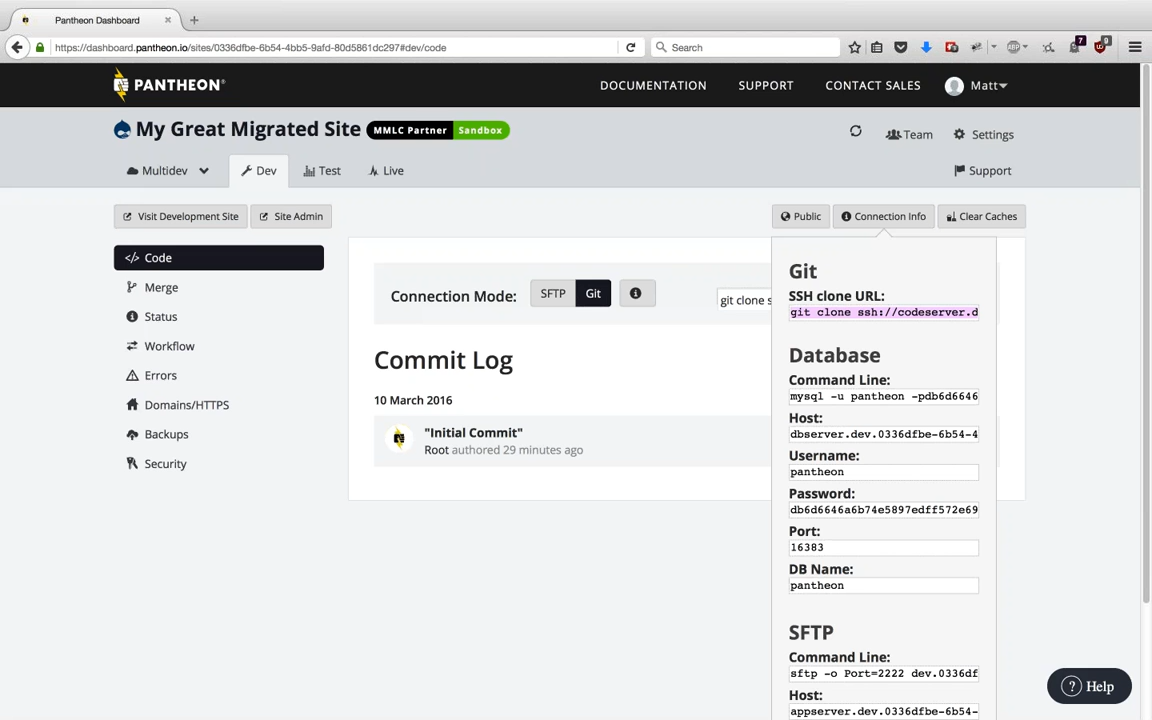 Pantheon Dashboard
https://dashboard.pantheon.io/sites/0336dfbe-6b54-4bb5-9afd-80d5861dc297#dev/code
Search
ABP
7
9
PANTHEON
DOCUMENTATION
SUPPORT
CONTACT SALES
Matt
My Great Migrated Site
MMLC Partner
Sandbox
Team
Settings
Multidev
Dev
Test
Live
Support
Visit Development Site
Site Admin
Public
Connection Info
Clear Caches
Code
Merge
Status
Workflow
Errors
Domains/HTTPS
Backups
Security
Connection Mode:
SFTP
Git
git clone s
Commit Log
10 March 2016
"Initial Commit"
Root authored 29 minutes ago
Git
SSH clone URL:
git clone ssh://codeserver.d
Database
Command Line:
mysql -u pantheon -pdb6d6646
Host:
dbserver.dev.0336dfbe-6b54-4
Username:
pantheon
Password:
db6d6646a6b74e5897edff572e69
Port:
16383
DB Name:
pantheon
SFTP
Command Line:
sftp -o Port=2222 dev.0336df
Host:
appserver.dev.0336dfbe-6b54-
? Help